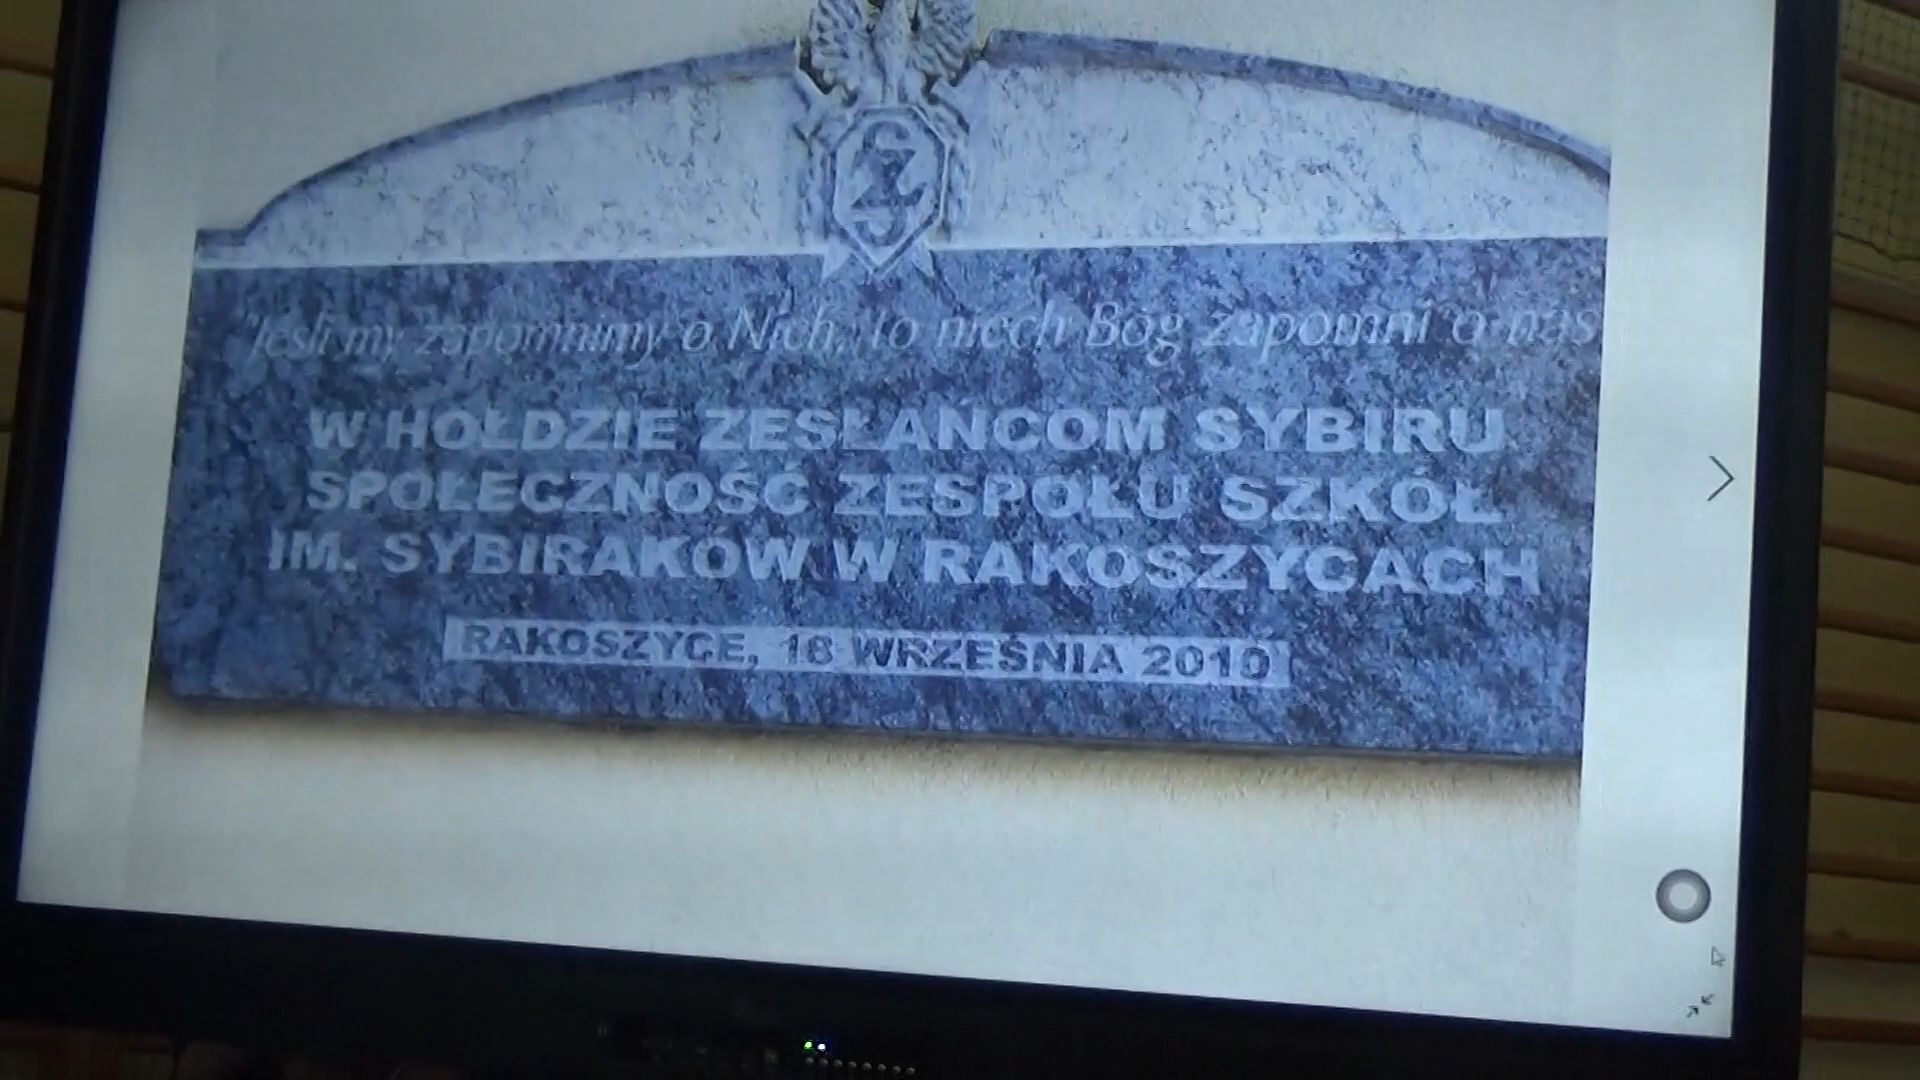 "Jeśli my zapomnimy o Nich, to niech Bóg zapomni o nas
W HOŁDZIE ZESŁAŃCOM SYBIRU
SPOŁECZNOŚĆ ZESPOŁU SZKÓŁ
IM. SYBIRAKÓW W RAKOSZYCACH
RAKOSZYCE, 18 WRZEŚNIA 2010